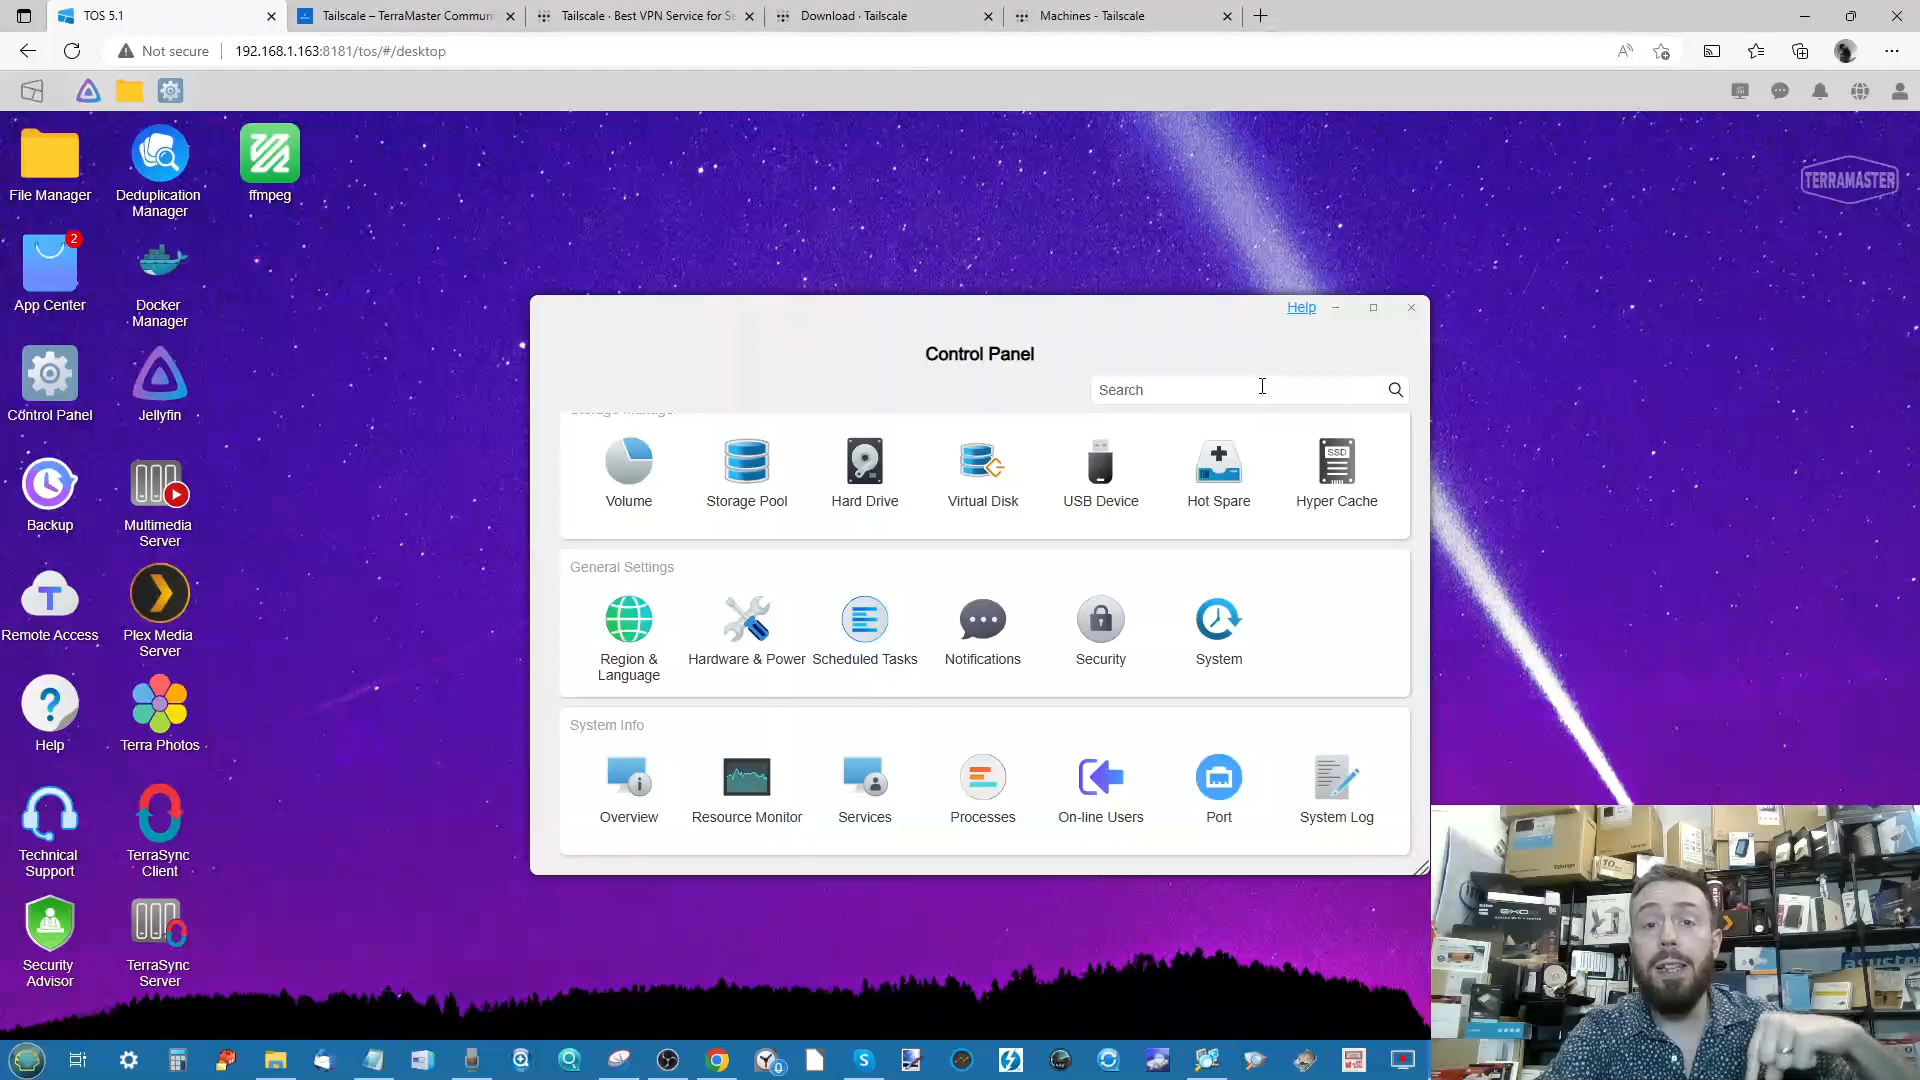 TOS 5.1
Tailscale – TerraMaster Commun
Tailscale · Best VPN Service for Se
Download · Tailscale
Machines - Tailscale
Not secure
192.168.1.163:8181/tos/#/desktop
File Manager
Deduplication
Manager
ffmpeg
TERRAMASTER
2
App Center
Docker
Manager
Control Panel
Jellyfin
Backup
Multimedia
Server
Remote Access
Plex Media
Server
Help
Terra Photos
Technical
Support
TerraSync
Client
Security
Advisor
TerraSync
Server
Help
Control Panel
Search
Storage Manager
Volume
Storage Pool
Hard Drive
Virtual Disk
USB Device
Hot Spare
SSD
Hyper Cache
General Settings
Region &
Language
Hardware & Power
Scheduled Tasks
Notifications
Security
System
System Info
Overview
Resource Monitor
Services
Processes
On-line Users
Port
System Log